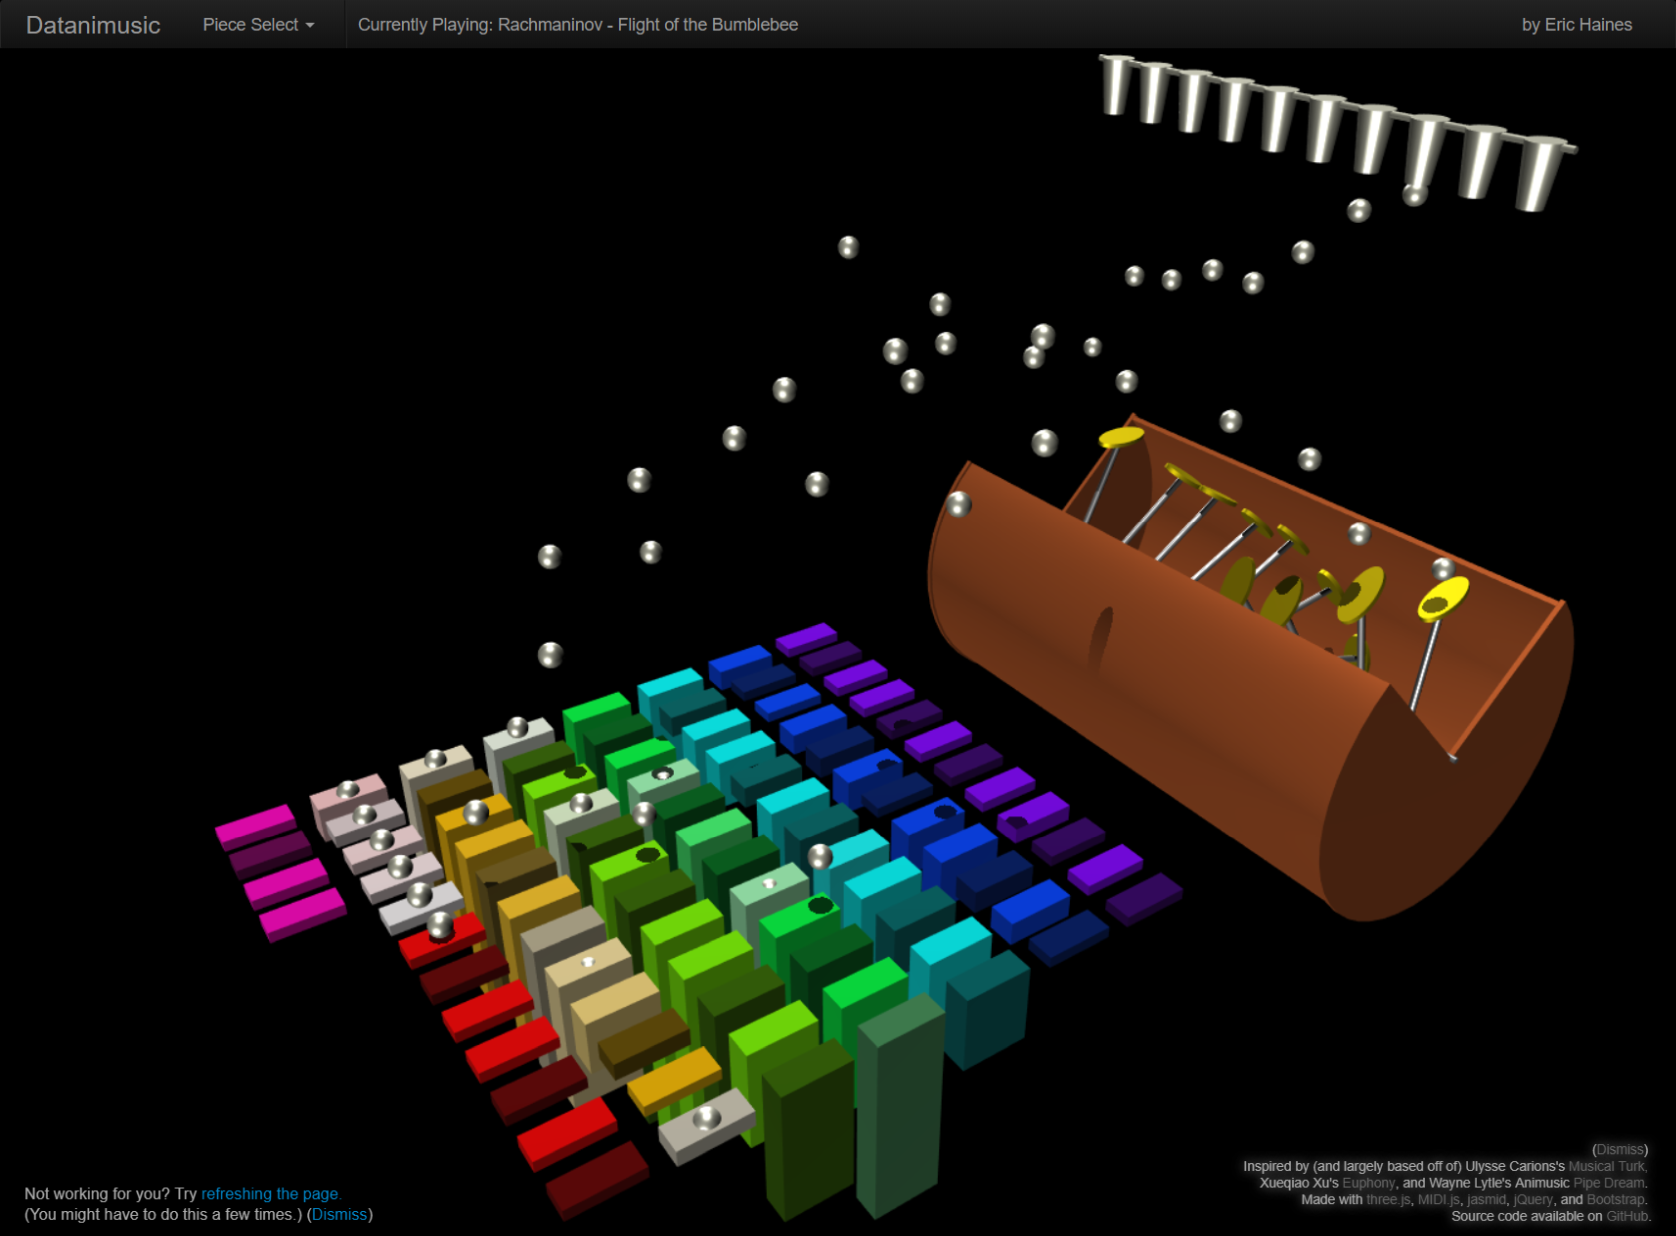 Datanimusic
Piece Select
Currently Playing: Rachmaninov - Flight of the Bumblebee
by Eric Haines
Not working for you? Try refreshing the page.
(You might have to do this a few times.) (Dismiss)
(Dismiss)
Inspired by (and largely based off of) Ulysse Carions's Musical Turk,
Xueqiao Xu's Euphony, and Wayne Lytle's Animusic Pipe Dream.
Made with three.js, MIDI.js, jasmid, jQuery, and Bootstrap.
Source code available on GitHub.